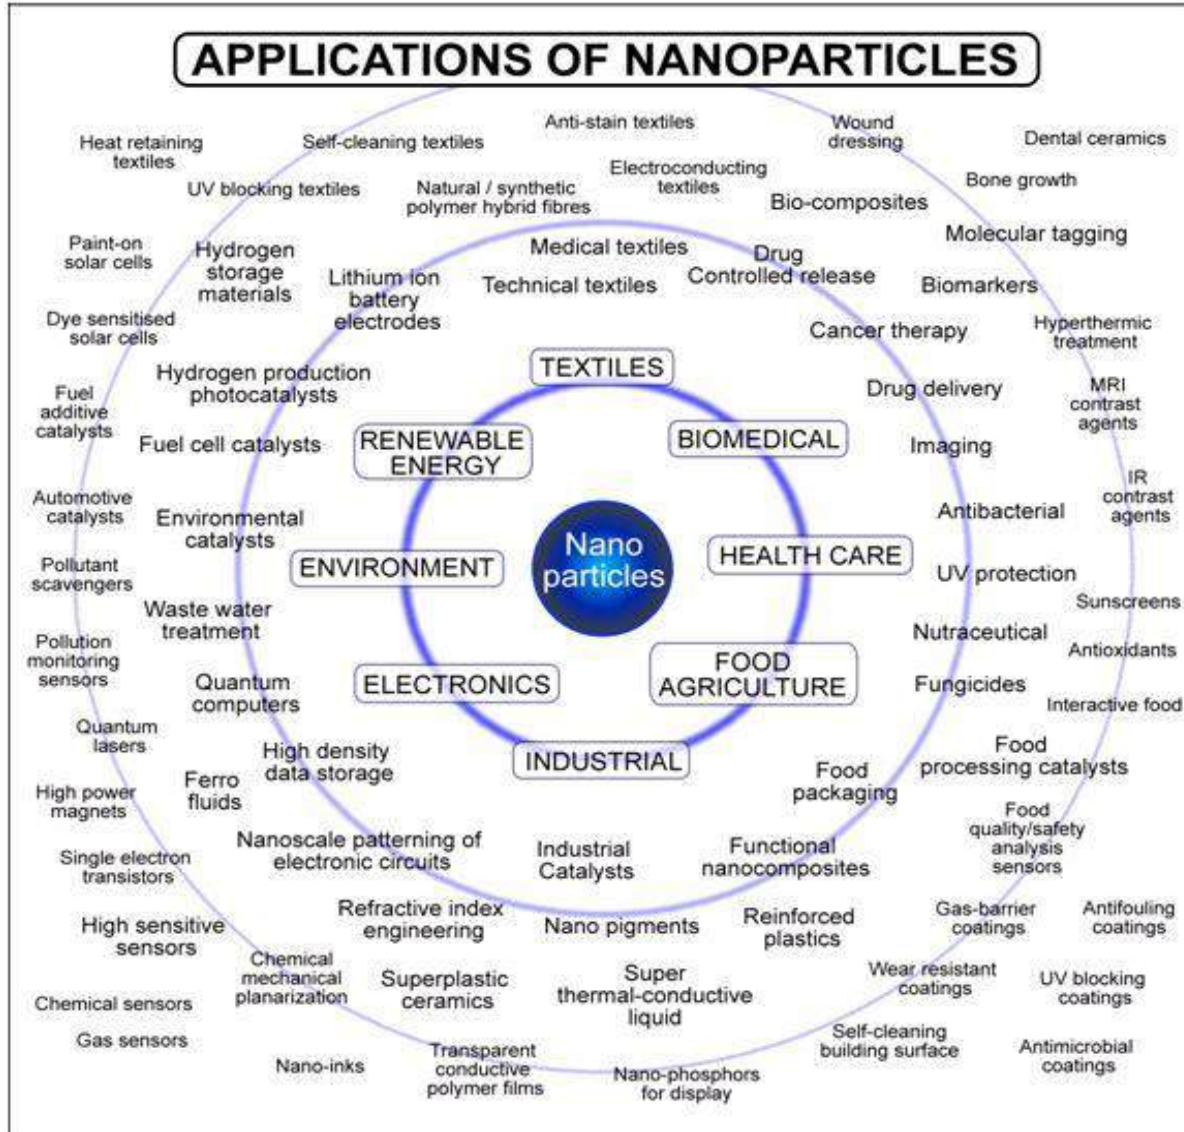 APPLICATIONS OF NANOPARTICLES
Heat retaining
textiles
Self-cleaning textiles
Anti-stain textiles
Wound
dressing
Dental ceramics
UV blocking textiles
Natural / synthetic
polymer hybrid fibres
Electroconducting
textiles
Bio-composites
Bone growth
Paint-on
solar cells
Hydrogen
storage
materials
Lithium ion
battery
electrodes
Medical textiles
Technical textiles
Drug
Controlled release
Molecular tagging
Biomarkers
Dye sensitised
solar cells
Cancer therapy
Hyperthermic
treatment
Hydrogen production
photocatalysts
TEXTILES
Drug delivery
MRI
contrast
agents
Fuel
additive
catalysts
Fuel cell catalysts
RENEWABLE
ENERGY
BIOMEDICAL
Imaging
IR
contrast
agents
Automotive
catalysts
Environmental
catalysts
Antibacterial
Pollutant
scavengers
ENVIRONMENT
Nano
particles
HEALTH CARE
UV protection
Sunscreens
Waste water
treatment
Nutraceutical
Antioxidants
Pollution
monitoring
sensors
Quantum
computers
ELECTRONICS
FOOD
AGRICULTURE
Fungicides
Interactive food
Quantum
lasers
High density
data storage
INDUSTRIAL
Food
processing catalysts
High power
magnets
Ferro
fluids
Food
packaging
Food
quality/safety
analysis
sensors
Single electron
transistors
Nanoscale patterning of
electronic circuits
Industrial
Catalysts
Functional
nanocomposites
High sensitive
sensors
Refractive index
engineering
Nano pigments
Reinforced
plastics
Gas-barrier
coatings
Antifouling
coatings
Chemical
mechanical
planarization
Superplastic
ceramics
Super
thermal-conductive
liquid
Wear resistant
coatings
UV blocking
coatings
Chemical sensors
Gas sensors
Nano-inks
Transparent
conductive
polymer films
Nano-phosphors
for display
Self-cleaning
building surface
Antimicrobial
coatings